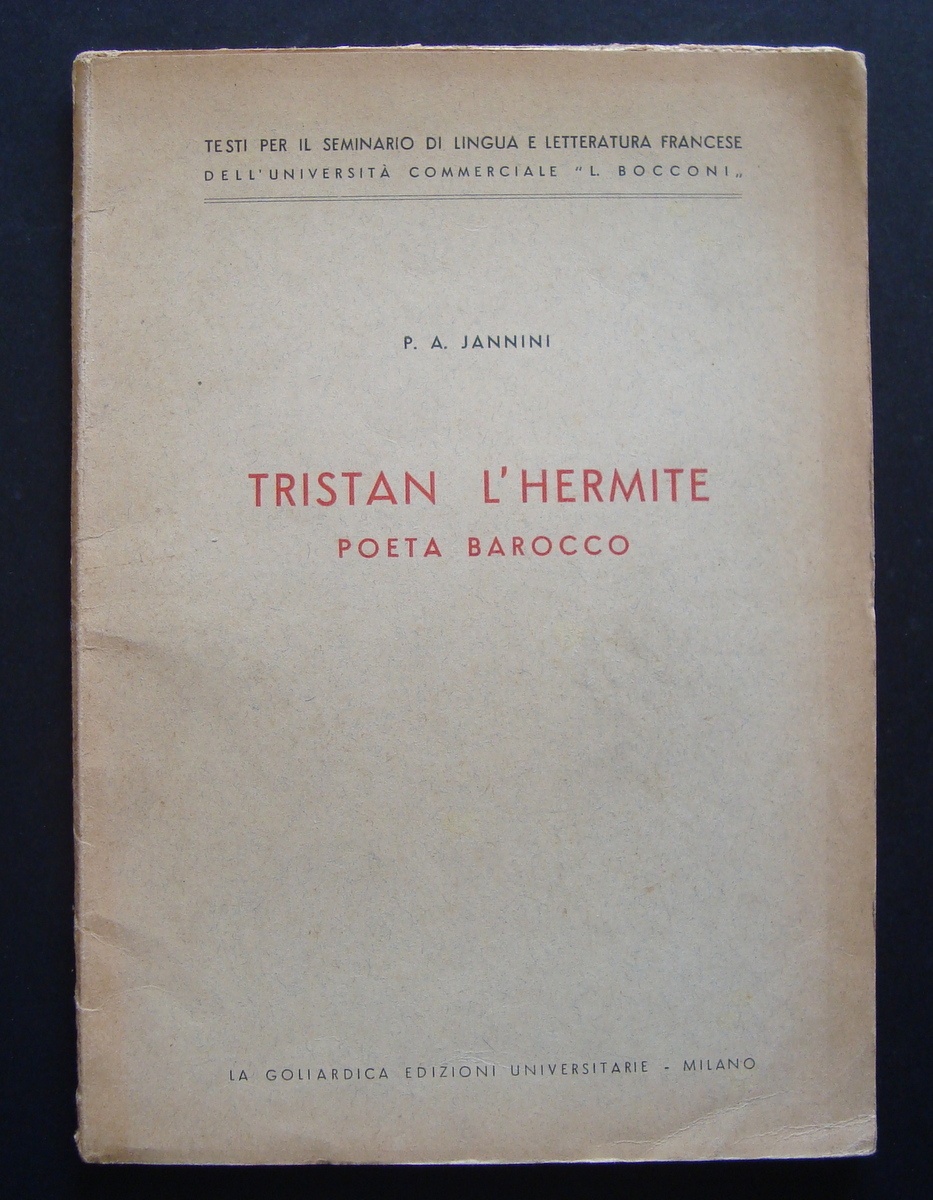 TESTI PER IL SEMINARIO DI LINGUA E LETTERATURA FRANCESE
DELL'UNIVERSITÀ COMMERCIALE "L. BOCCONI„
P. A. JANNINI
TRISTAN L'HERMITE
POETA BAROCCO
LA GOLIARDICA EDIZIONI UNIVERSITARIE - MILANO